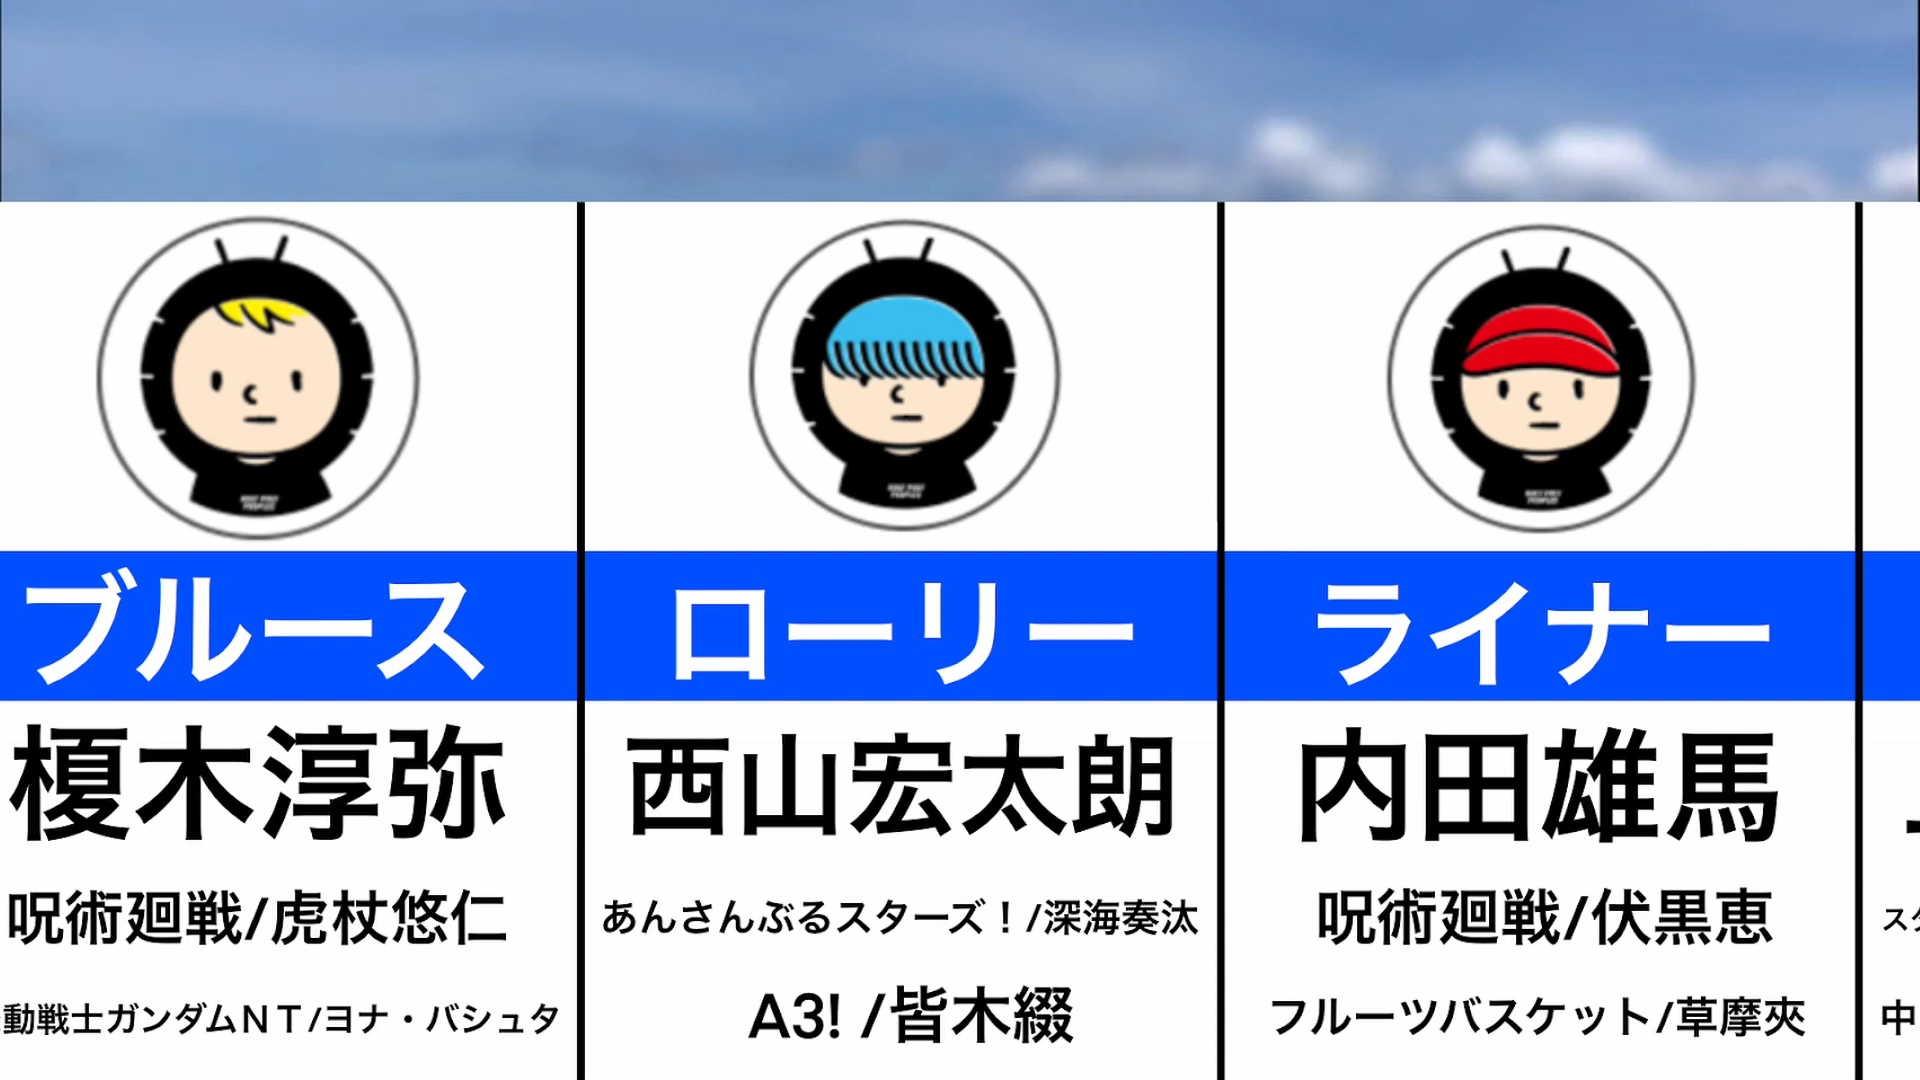 ブルース
榎木淳弥
呪術廻戦/虎杖悠仁
動戦士ガンダムNT/ヨナ・バシュタ
ローリー
西山宏太朗
あんさんぶるスターズ！/深海奏汰
A3! /皆木綴
ライナー
内田雄馬
呪術廻戦/伏黒恵
フルーツバスケット/草摩夾
ス
中